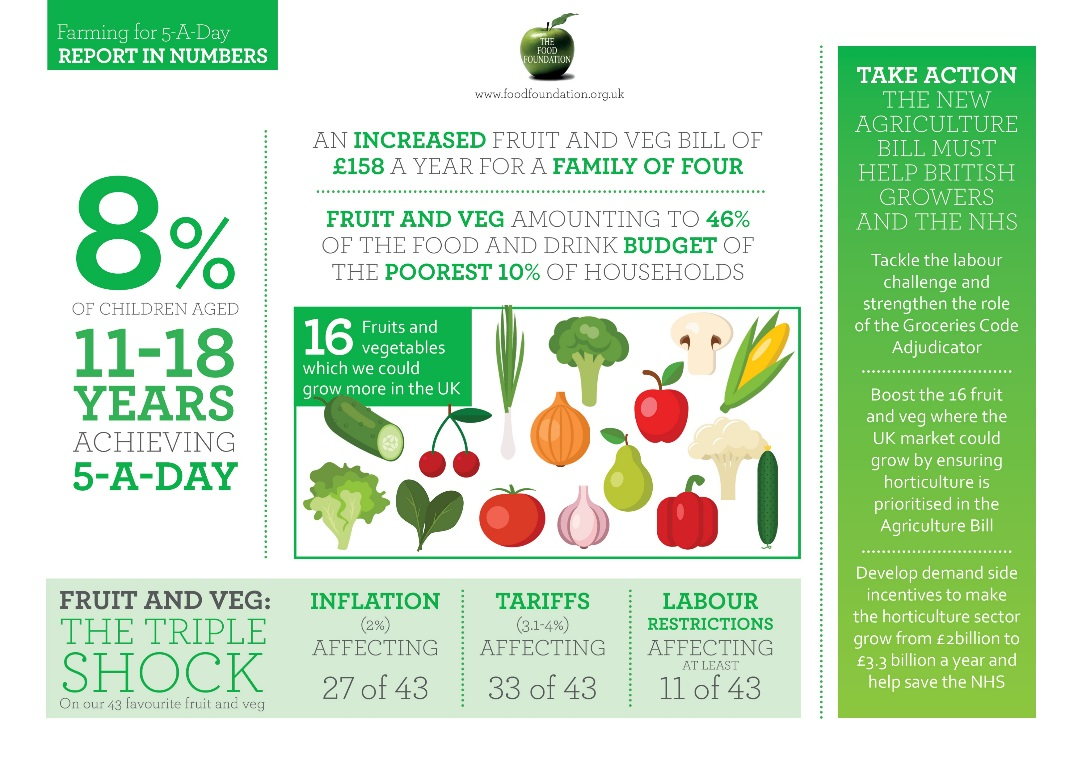 Farming for 5-A-Day
REPORT IN NUMBERS
THE
FOOD
FOUNDATION
www.foodfoundation.org.uk
8%
OF CHILDREN AGED
11-18
YEARS
ACHIEVING
5-A-DAY
AN INCREASED FRUIT AND VEG BILL OF
£158 A YEAR FOR A FAMILY OF FOUR
FRUIT AND VEG AMOUNTING TO 46%
OF THE FOOD AND DRINK BUDGET OF
THE POOREST 10% OF HOUSEHOLDS
16 Fruits and
vegetables
which we could
grow more in the UK
FRUIT AND VEG:
THE TRIPLE
SHOCK
On our 43 favourite fruit and veg
INFLATION
(2%)
AFFECTING
27 of 43
TARIFFS
(3.1-4%)
AFFECTING
33 of 43
LABOUR
RESTRICTIONS
AFFECTING
AT LEAST
11 of 43
TAKE ACTION
THE NEW
AGRICULTURE
BILL MUST
HELP BRITISH
GROWERS
AND THE NHS
Tackle the labour
challenge and
strengthen the role
of the Groceries Code
Adjudicator
Boost the 16 fruit
and veg where the
UK market could
grow by ensuring
horticulture is
prioritised in the
Agriculture Bill
Develop demand side
incentives to make
the horticulture sector
grow from £2billion to
£3.3 billion a year and
help save the NHS